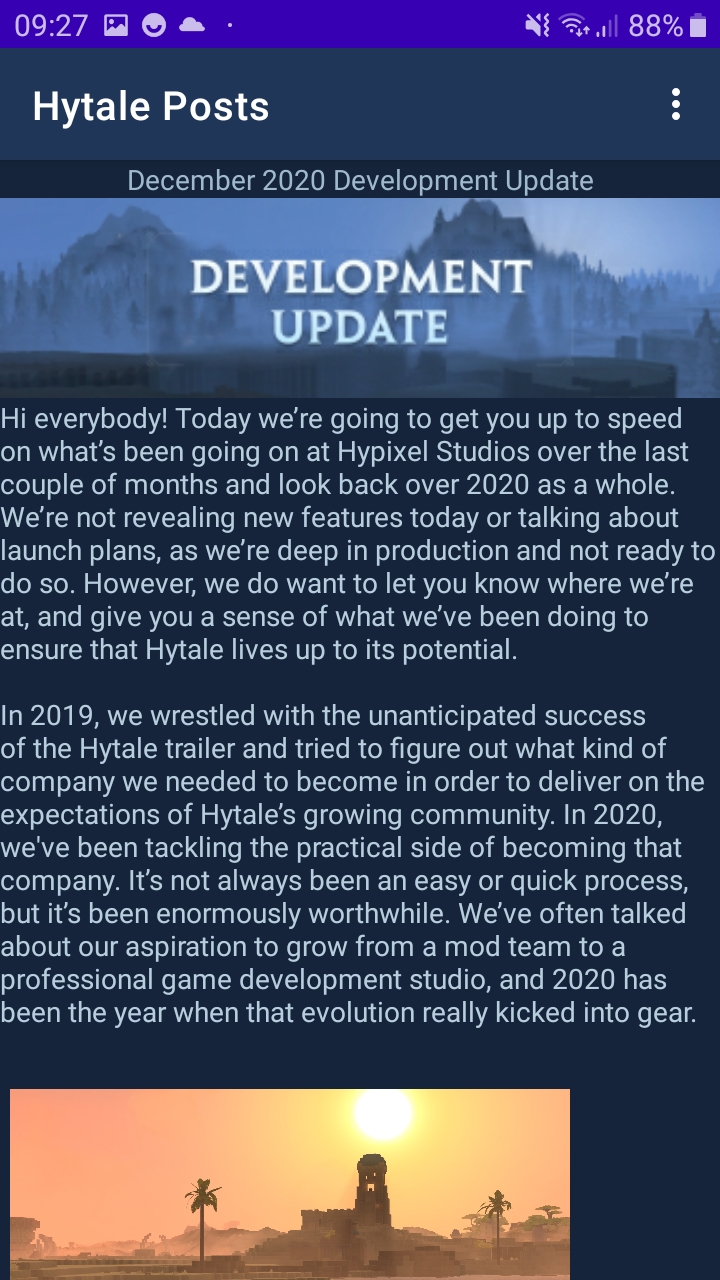 09:27
88%
Hytale Posts
December 2020 Development Update
DEVELOPMENT
UPDATE
Hi everybody! Today we’re going to get you up to speed
on what’s been going on at Hypixel Studios over the last
couple of months and look back over 2020 as a whole.
We’re not revealing new features today or talking about
launch plans, as we’re deep in production and not ready to
do so. However, we do want to let you know where we’re
at, and give you a sense of what we’ve been doing to
ensure that Hytale lives up to its potential.
In 2019, we wrestled with the unanticipated success
of the Hytale trailer and tried to figure out what kind of
company we needed to become in order to deliver on the
expectations of Hytale’s growing community. In 2020,
we've been tackling the practical side of becoming that
company. It’s not always been an easy or quick process,
but it’s been enormously worthwhile. We’ve often talked
about our aspiration to grow from a mod team to a
professional game development studio, and 2020 has
been the year when that evolution really kicked into gear.